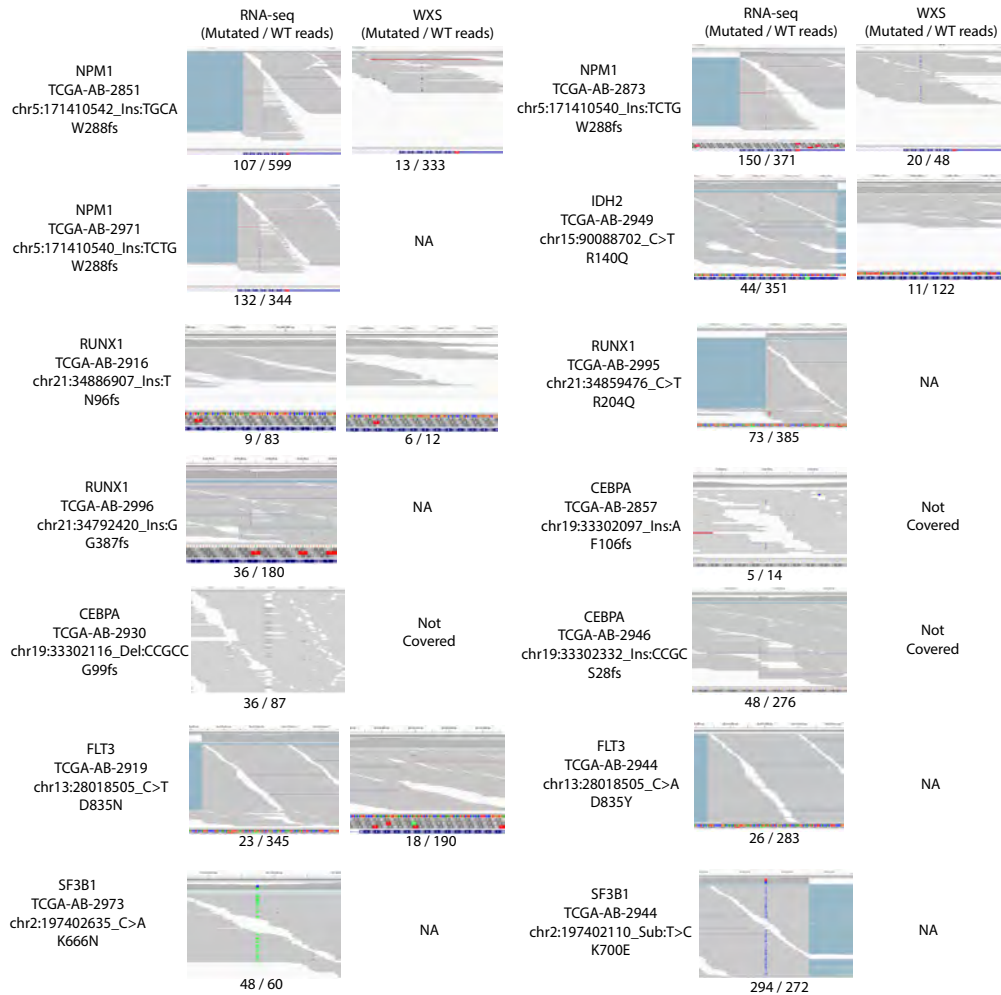 RNA-seq
(Mutated / WT reads)
WXS
(Mutated / WT reads)
RNA-seq
(Mutated / WT reads)
WXS
(Mutated / WT reads)
NPM1
TCGA-AB-2851
chr5:171410542_Ins:TGCA
W288fs
107 / 599
13 / 333
NPM1
TCGA-AB-2873
chr5:171410540_Ins:TCTG
W288fs
150 / 371
20 / 48
NPM1
TCGA-AB-2971
chr5:171410540_Ins:TCTG
W288fs
132 / 344
NA
IDH2
TCGA-AB-2949
chr15:90088702_C>T
R140Q
44/ 351
11 / 122
RUNX1
TCGA-AB-2916
chr21:34886907_Ins:T
N96fs
9 / 83
6 / 12
RUNX1
TCGA-AB-2995
chr21:34859476_C>T
R204Q
73 / 385
NA
RUNX1
TCGA-AB-2996
chr21:34792420_Ins:G
G387fs
36 / 180
NA
CEBPA
TCGA-AB-2857
chr19:33302097_Ins:A
F106fs
5 / 14
Not
Covered
CEBPA
TCGA-AB-2930
chr19:33302116_Del:CCGCC
G99fs
36 / 87
Not
Covered
CEBPA
TCGA-AB-2946
chr19:33302332_Ins:CCGC
S28fs
48 / 276
Not
Covered
FLT3
TCGA-AB-2919
chr13:28018505_C>T
D835N
23 / 345
18 / 190
FLT3
TCGA-AB-2944
chr13:28018505_C>A
D835Y
26 / 283
NA
SF3B1
TCGA-AB-2973
chr2:197402635_C>A
K666N
48 / 60
NA
SF3B1
TCGA-AB-2944
chr2:197402110_Sub:T>C
K700E
294 / 272
NA